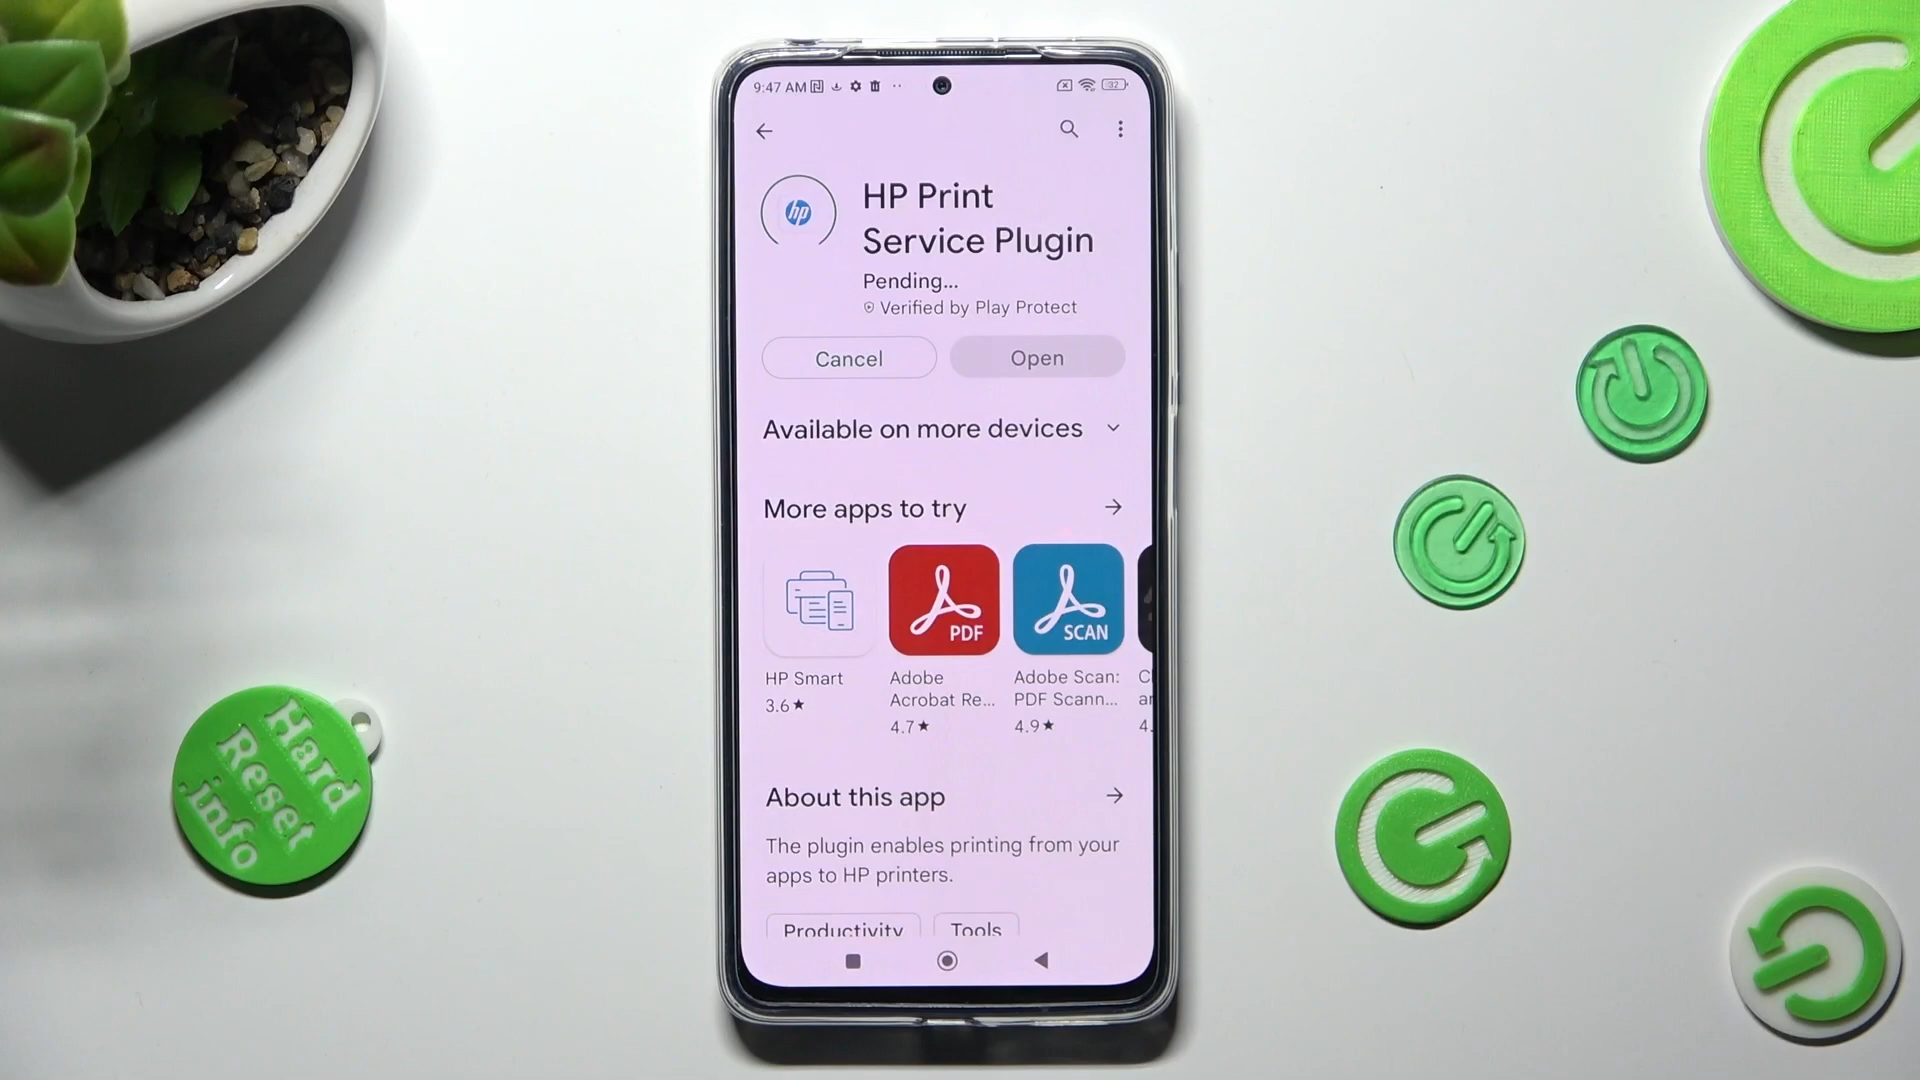 9:47 AM
32
hp
HP Print
Service Plugin
Pending...
Verified by Play Protect
Cancel
Open
Available on more devices
More apps to try
PDF
SCAN
HP Smart
3.6★
Adobe
Acrobat Re...
4.7★
Adobe Scan:
PDF Scann...
4.9★
4.
About this app
The plugin enables printing from your
apps to HP printers.
Productivity
Tools
Hard
Reset
.info